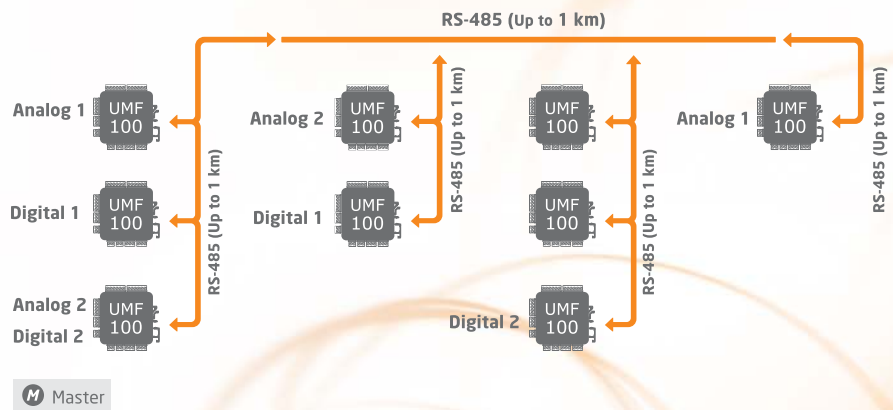 RS-485 (Up to 1 km)
Analog 1
UMF
100
Digital 1
UMF
100
Analog 2
Digital 2
UMF
100
RS-485 (Up to 1 km)
Analog 2
UMF
100
Digital 1
UMF
100
RS-485 (Up to 1 km)
UMF
100
UMF
100
Digital 2
UMF
100
RS-485 (Up to 1 km)
Analog 1
UMF
100
RS-485 (Up to 1 km)
M Master